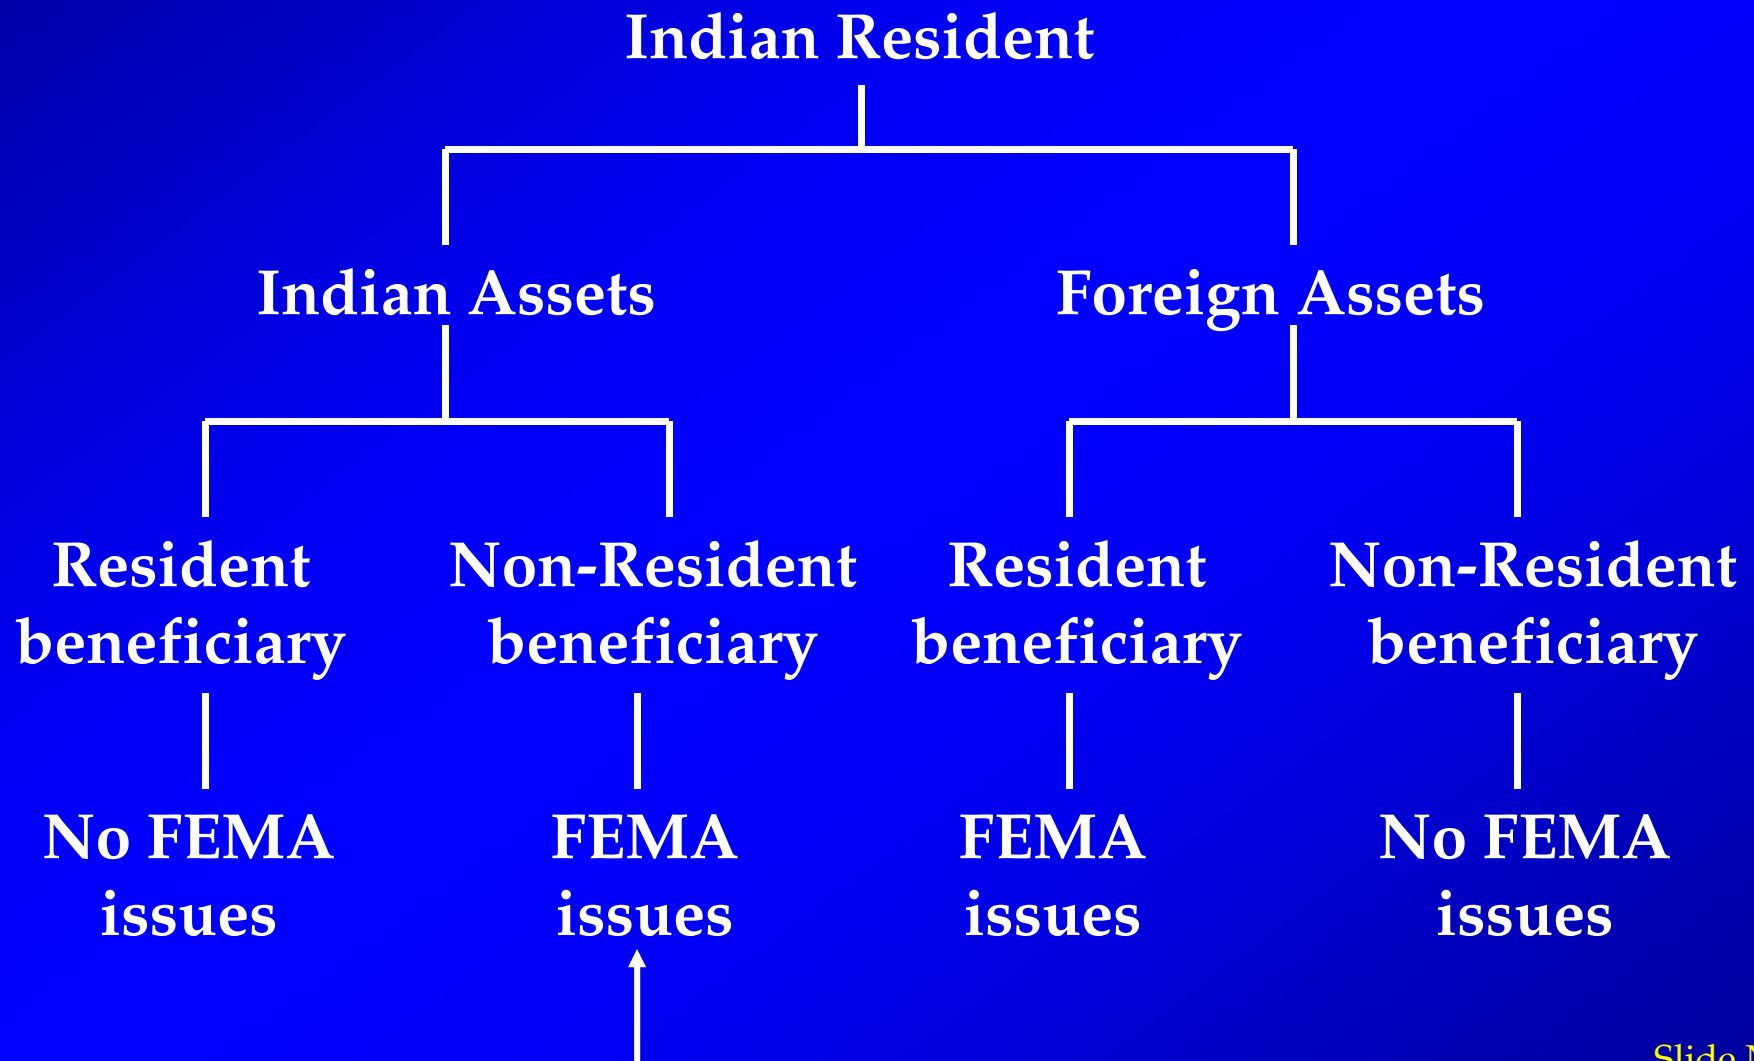 Indian Resident
Indian Assets
Foreign Assets
Resident
beneficiary
Non-Resident
beneficiary
Resident
beneficiary
Non-Resident
beneficiary
No FEMA
issues
FEMA
issues
FEMA
issues
No FEMA
issues
Slide